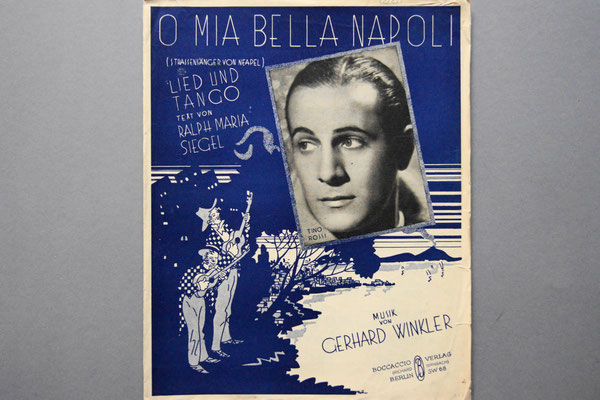 O MIA BELLA NAPOLI
(STRASSENSÄNGER VON NEAPEL)
LIED UND
TANGO
TEXT VON
RALPH MARIA
SIEGEL
TINO
ROSSI
MUSIK
VON
GERHARD WINKLER
BOCCACCIO VERLAG
BERLIN SW 68